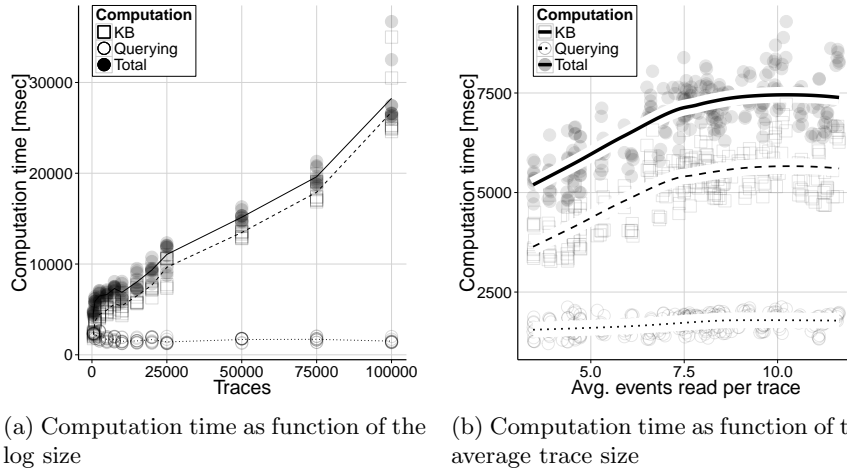 Computation
KB
Querying
Total
Computation time [msec]
30000
20000
10000
0
0
25000
50000
75000
100000
Traces
(a) Computation time as function of the
log size
Computation
KB
Querying
Total
Computation time [msec]
7500
5000
2500
5.0
7.5
10.0
Avg. events read per trace
(b) Computation time as function of t
average trace size